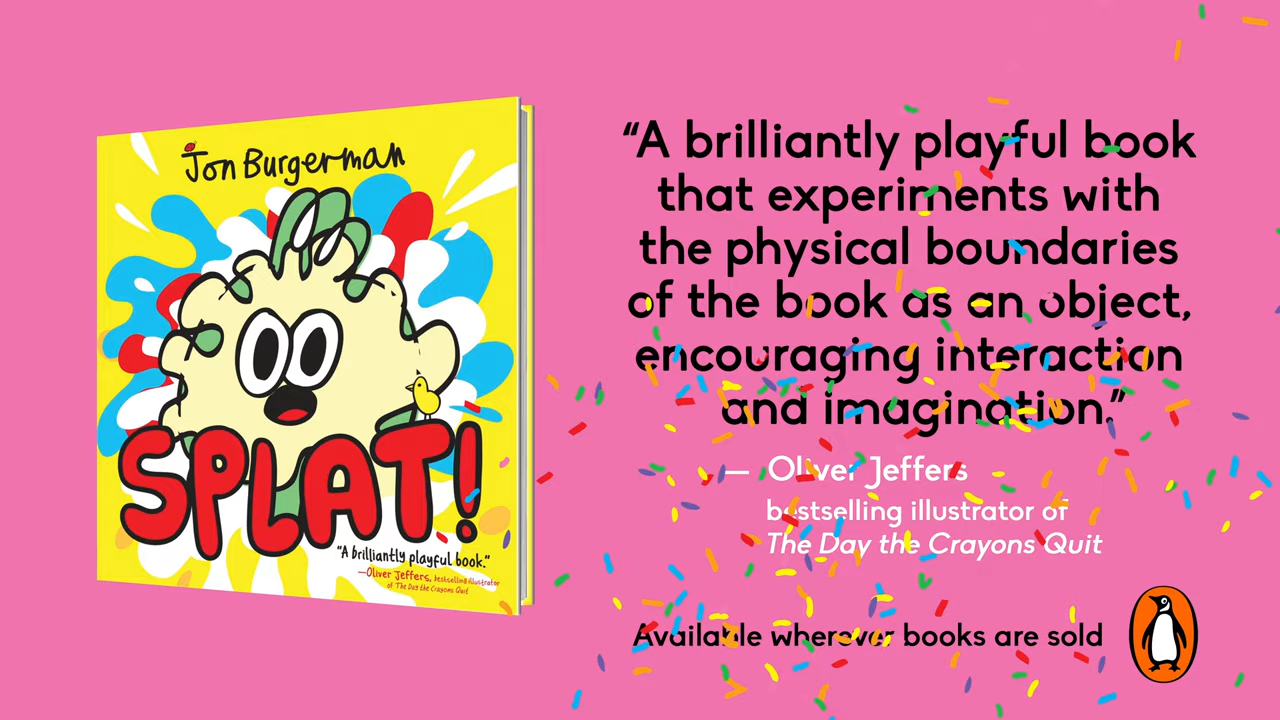 Jon Burgerman
SPLAT!
"A brilliantly playful book."
—Oliver Jeffers, bestselling illustrator
of The Day the Crayons Quit
“A brilliantly playful book
that experiments with
the physical boundaries
of the book as an object,
encouraging interaction
and imagination.”
— Oliver Jeffers
bestselling illustrator of
The Day the Crayons Quit
Available wherever books are sold